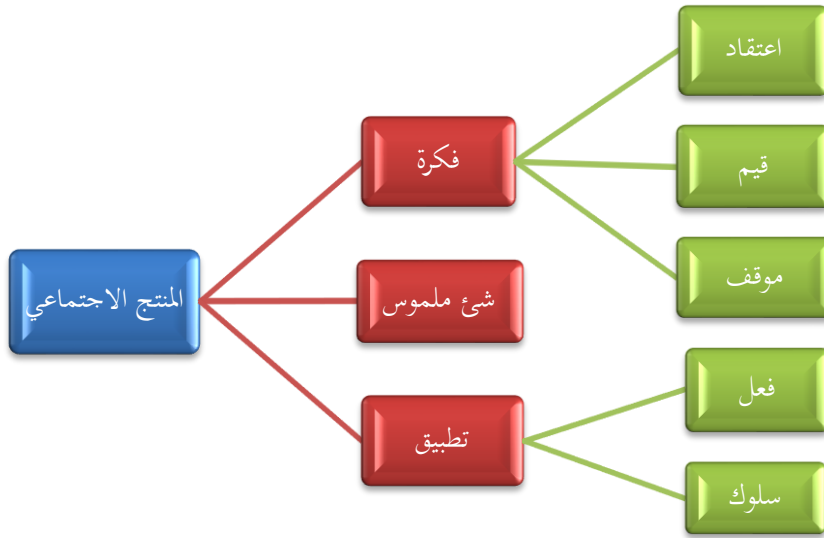 المنتج الاجتماعي
فكرة
اعتقاد
قيم
موقف
شئ ملموس
تطبيق
فعل
سلوك